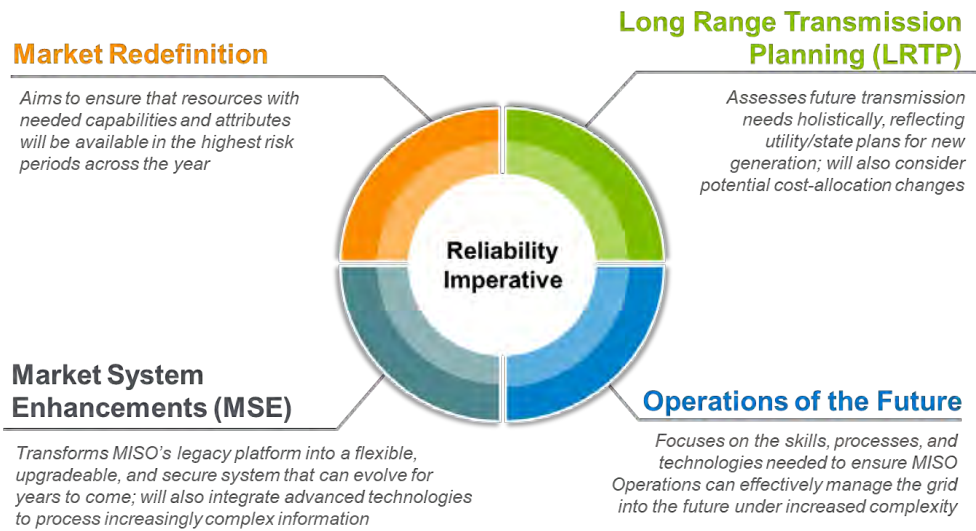 Market Redefinition
Aims to ensure that resources with
needed capabilities and attributes
will be available in the highest risk
periods across the year
Long Range Transmission
Planning (LRTP)
Assesses future transmission
needs holistically, reflecting
utility/state plans for new
generation; will also consider
potential cost-allocation changes
Reliability
Imperative
Market System
Enhancements (MSE)
Transforms MISO's legacy platform into a flexible,
upgradeable, and secure system that can evolve for
years to come; will also integrate advanced technologies
to process increasingly complex information
Operations of the Future
Focuses on the skills, processes, and
technologies needed to ensure MISO
Operations can effectively manage the grid
into the future under increased complexity